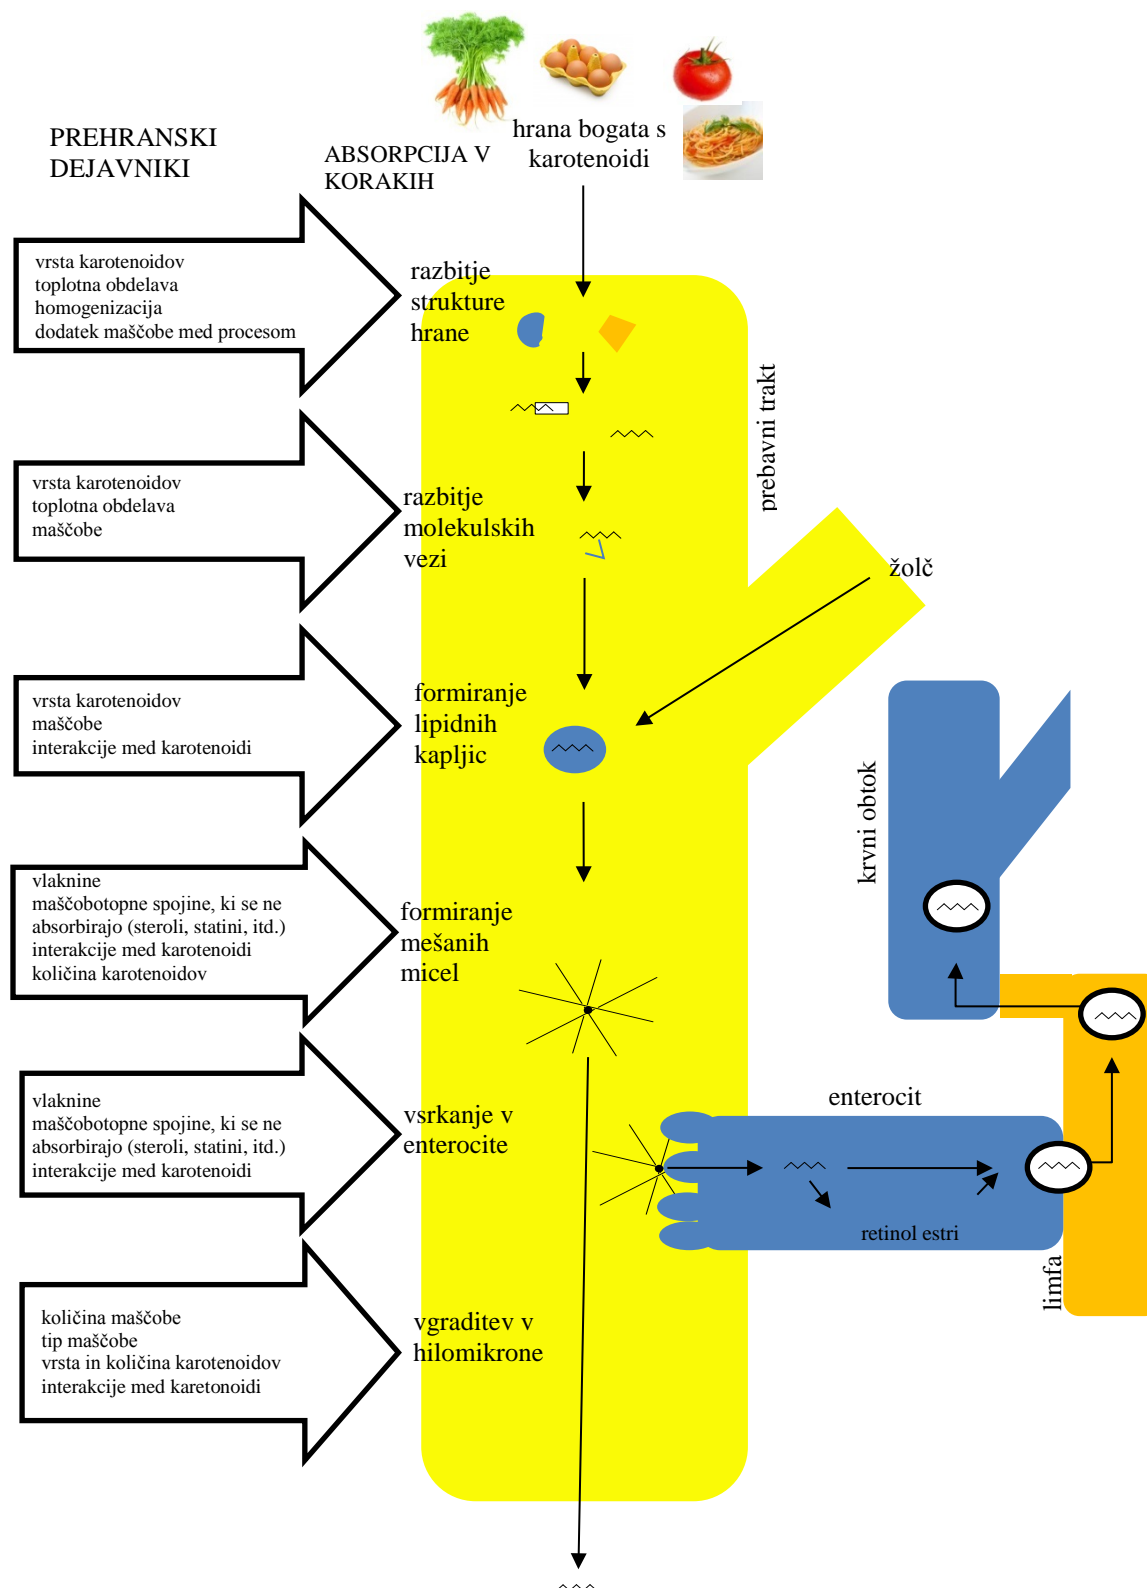 hrana bogata s
karotenoidi
PREHRANSKI
DEJAVNIKI
ABSORPCIJA V
KORAKIH
vrsta karotenoidov
toplotna obdelava
homogenizacija
dodatek maščobe med procesom
razbitje
strukture
hrane
prebavni trakt
vrsta karotenoidov
toplotna obdelava
maščobe
razbitje
molekulskih
vezi
žolč
vrsta karotenoidov
maščobe
interakcije med karotenoidi
formiranje
lipidnih
kapljic
krvni obtok
vlaknine
maščobotopne spojine, ki se ne
absorbirajo (steroli, statini, itd.)
interakcije med karotenoidi
količina karotenoidov
formiranje
mešanih
micel
vlaknine
maščobotopne spojine, ki se ne
absorbirajo (steroli, statini, itd.)
interakcije med karotenoidi
vsrkanje v
enterocite
enterocit
retinol estri
limfa
količina maščobe
tip maščobe
vrsta in količina karotenoidov
interakcije med karetonoidi
vgraditev v
hilomikrone